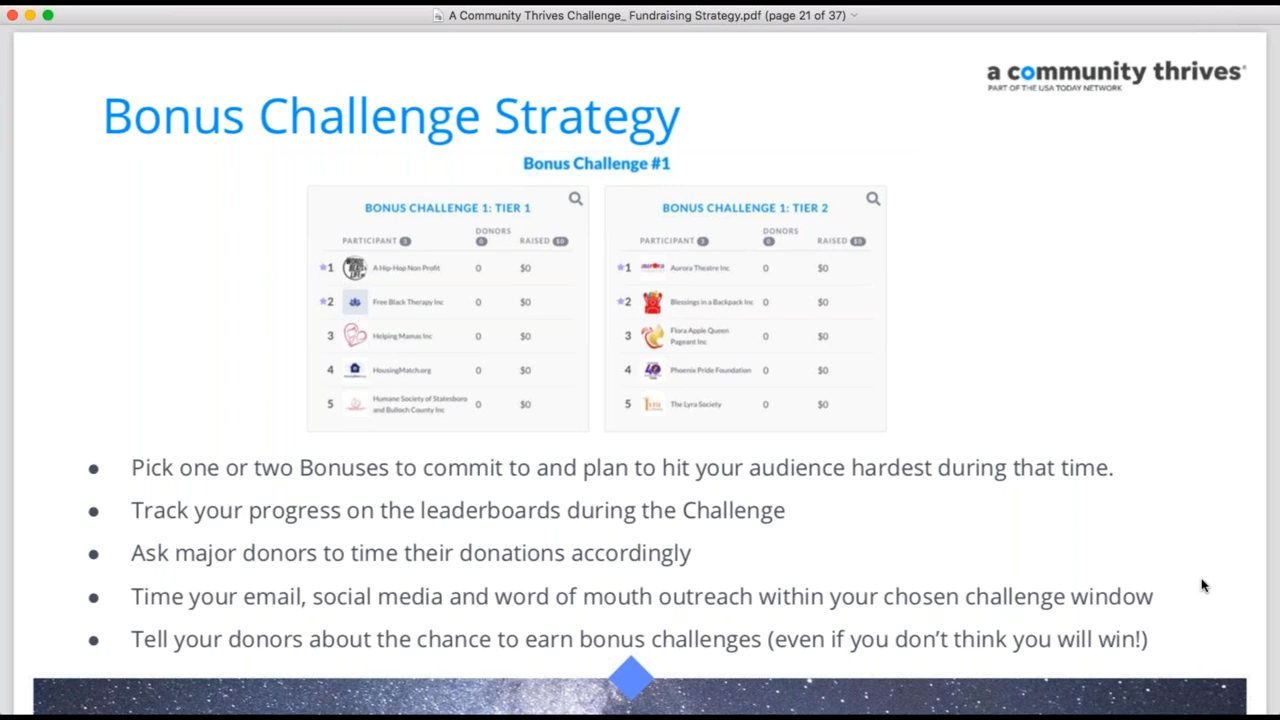 A Community Thrives Challenge_ Fundraising Strategy.pdf (page 21 of 37)
a community thrives
PART OF THE USA TODAY NETWORK
Bonus Challenge Strategy
Bonus Challenge #1
BONUS CHALLENGE 1: TIER 1
PARTICIPANT DONORS RAISED $0
1 A Hip-Hop Non Profit 0 $0
2 Free Black Therapy Inc 0 $0
3 Helping Mamas Inc 0 $0
4 HousingMatch.org 0 $0
5 Humane Society of Statesboro
and Bulloch County Inc 0 $0
BONUS CHALLENGE 1: TIER 2
PARTICIPANT DONORS RAISED $0
1 Aurora Theatre Inc 0 $0
2 Blessings in a Backpack Inc 0 $0
3 Flora Apple Queen
Pageant Inc 0 $0
4 Phoenix Pride Foundation 0 $0
5 The Lyra Society 0 $0
● Pick one or two Bonuses to commit to and plan to hit your audience hardest during that time.
● Track your progress on the leaderboards during the Challenge
● Ask major donors to time their donations accordingly
● Time your email, social media and word of mouth outreach within your chosen challenge window
● Tell your donors about the chance to earn bonus challenges (even if you don’t think you will win!)